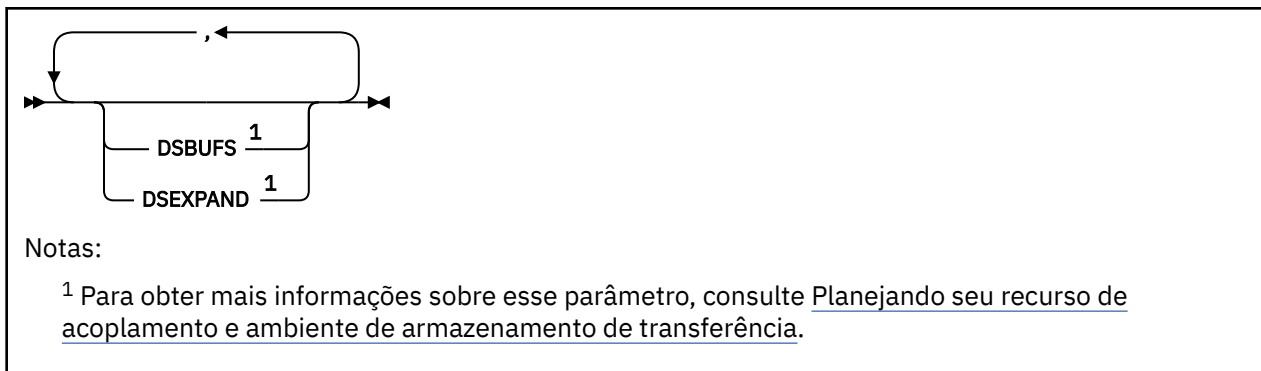 ,
DSBUFS 1
DSEXPAND 1
Notas:
1 Para obter mais informações sobre esse parâmetro, consulte Planejando seu recurso de
acoplamento e ambiente de armazenamento de transferência.